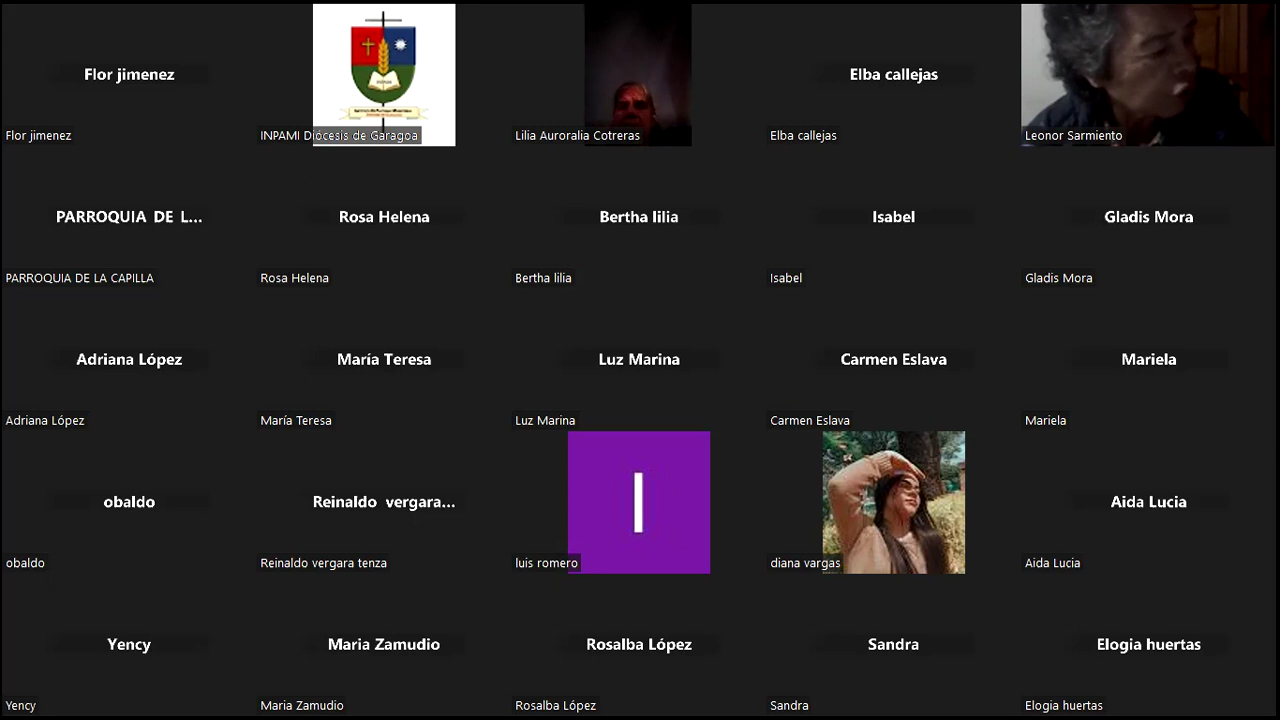 Flor jimenez
Flor jimenez
INPAMI Diócesis de Garagoa
Lilia Auroralia Cotreras
Elba callejas
Elba callejas
Leonor Sarmiento
PARROQUIA DE L...
PARROQUIA DE LA CAPILLA
Rosa Helena
Rosa Helena
Bertha lilia
Bertha lilia
Isabel
Isabel
Gladis Mora
Gladis Mora
Adriana López
Adriana López
María Teresa
María Teresa
Luz Marina
Luz Marina
Carmen Eslava
Carmen Eslava
Mariela
Mariela
obaldo
obaldo
Reinaldo vergara...
Reinaldo vergara tenza
l
luis romero
diana vargas
Aida Lucia
Aida Lucia
Yency
Yency
Maria Zamudio
Maria Zamudio
Rosalba López
Rosalba López
Sandra
Sandra
Elogia huertas
Elogia huertas